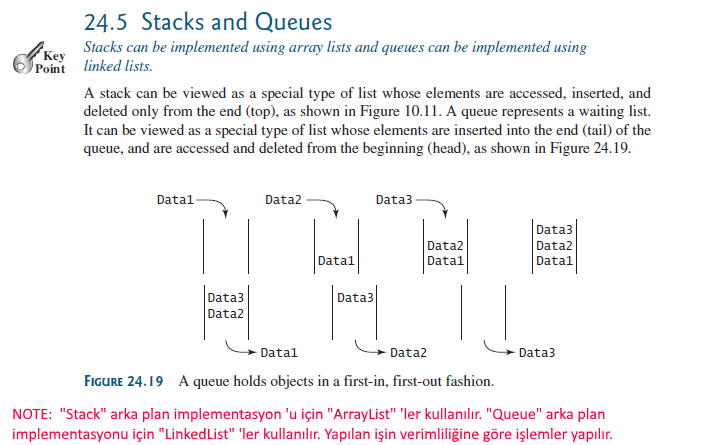 24.5 Stacks and Queues
Key
Point
Stacks can be implemented using array lists and queues can be implemented using
linked lists.
A stack can be viewed as a special type of list whose elements are accessed, inserted, and
deleted only from the end (top), as shown in Figure 10.11. A queue represents a waiting list.
It can be viewed as a special type of list whose elements are inserted into the end (tail) of the
queue, and are accessed and deleted from the beginning (head), as shown in Figure 24.19.
Data1 Data2 Data3
Data3
Data2 Data2
Data1 Data1 Data1
Data3 Data3
Data2
Data1 Data2 Data3
FIGURE 24.19 A queue holds objects in a first-in, first-out fashion.
NOTE: "Stack" arka plan implementasyon 'u için "ArrayList" 'ler kullanılır. "Queue" arka plan
implementasyonu için "LinkedList" 'ler kullanılır. Yapılan işin verimliliğine göre işlemler yapılır.